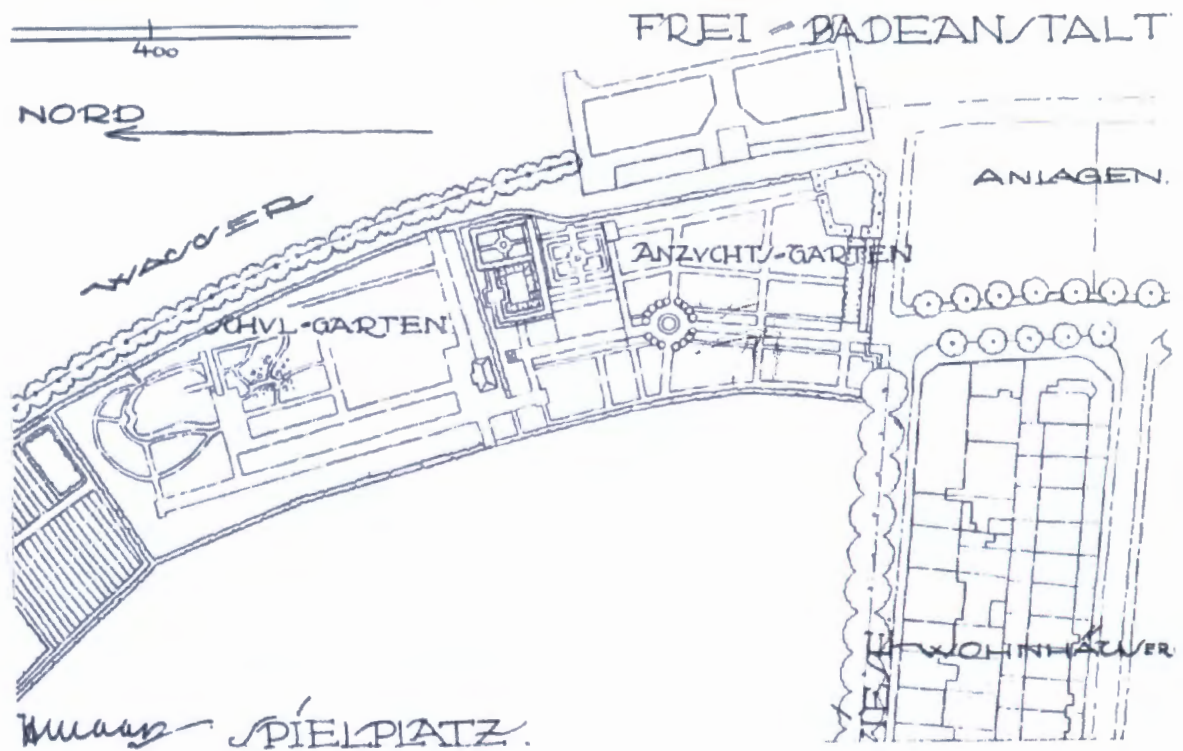 400
FREI - BADEANSTALT
NORD
ANLAGEN.
WASSER
ANZUCHTS-GARTEN
SCHUL-GARTEN
WOHNHÄUSER
SPIELPLATZ.